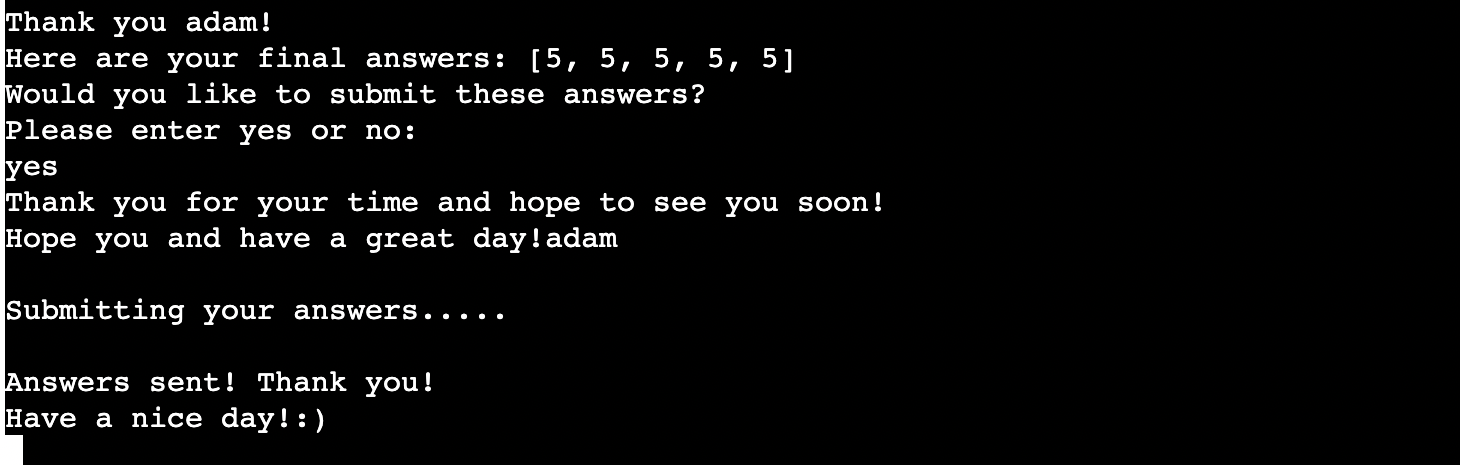 Thank you adam!
Here are your final answers: [5, 5, 5, 5, 5]
Would you like to submit these answers?
Please enter yes or no:
yes
Thank you for your time and hope to see you soon!
Hope you and have a great day!adam
Submitting your answers.....
Answers sent! Thank you!
Have a nice day!:)